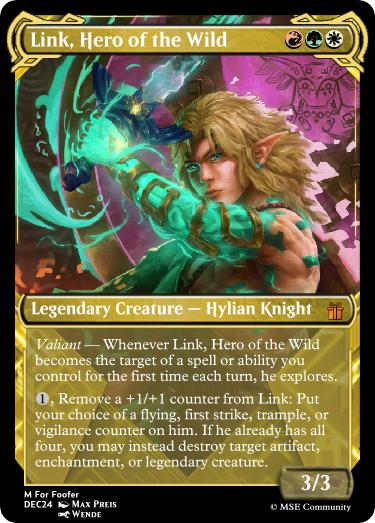 Link, Hero of the Wild
Legendary Creature — Hylian Knight
Valiant — Whenever Link, Hero of the Wild
becomes the target of a spell or ability you
control for the first time each turn, he explores.
1, Remove a +1/+1 counter from Link: Put
your choice of a flying, first strike, trample, or
vigilance counter on him. If he already has all
four, you may instead destroy target artifact,
enchantment, or legendary creature.
3/3
M For Foofer
DEC24 Max Preis
Wende
© MSE Community